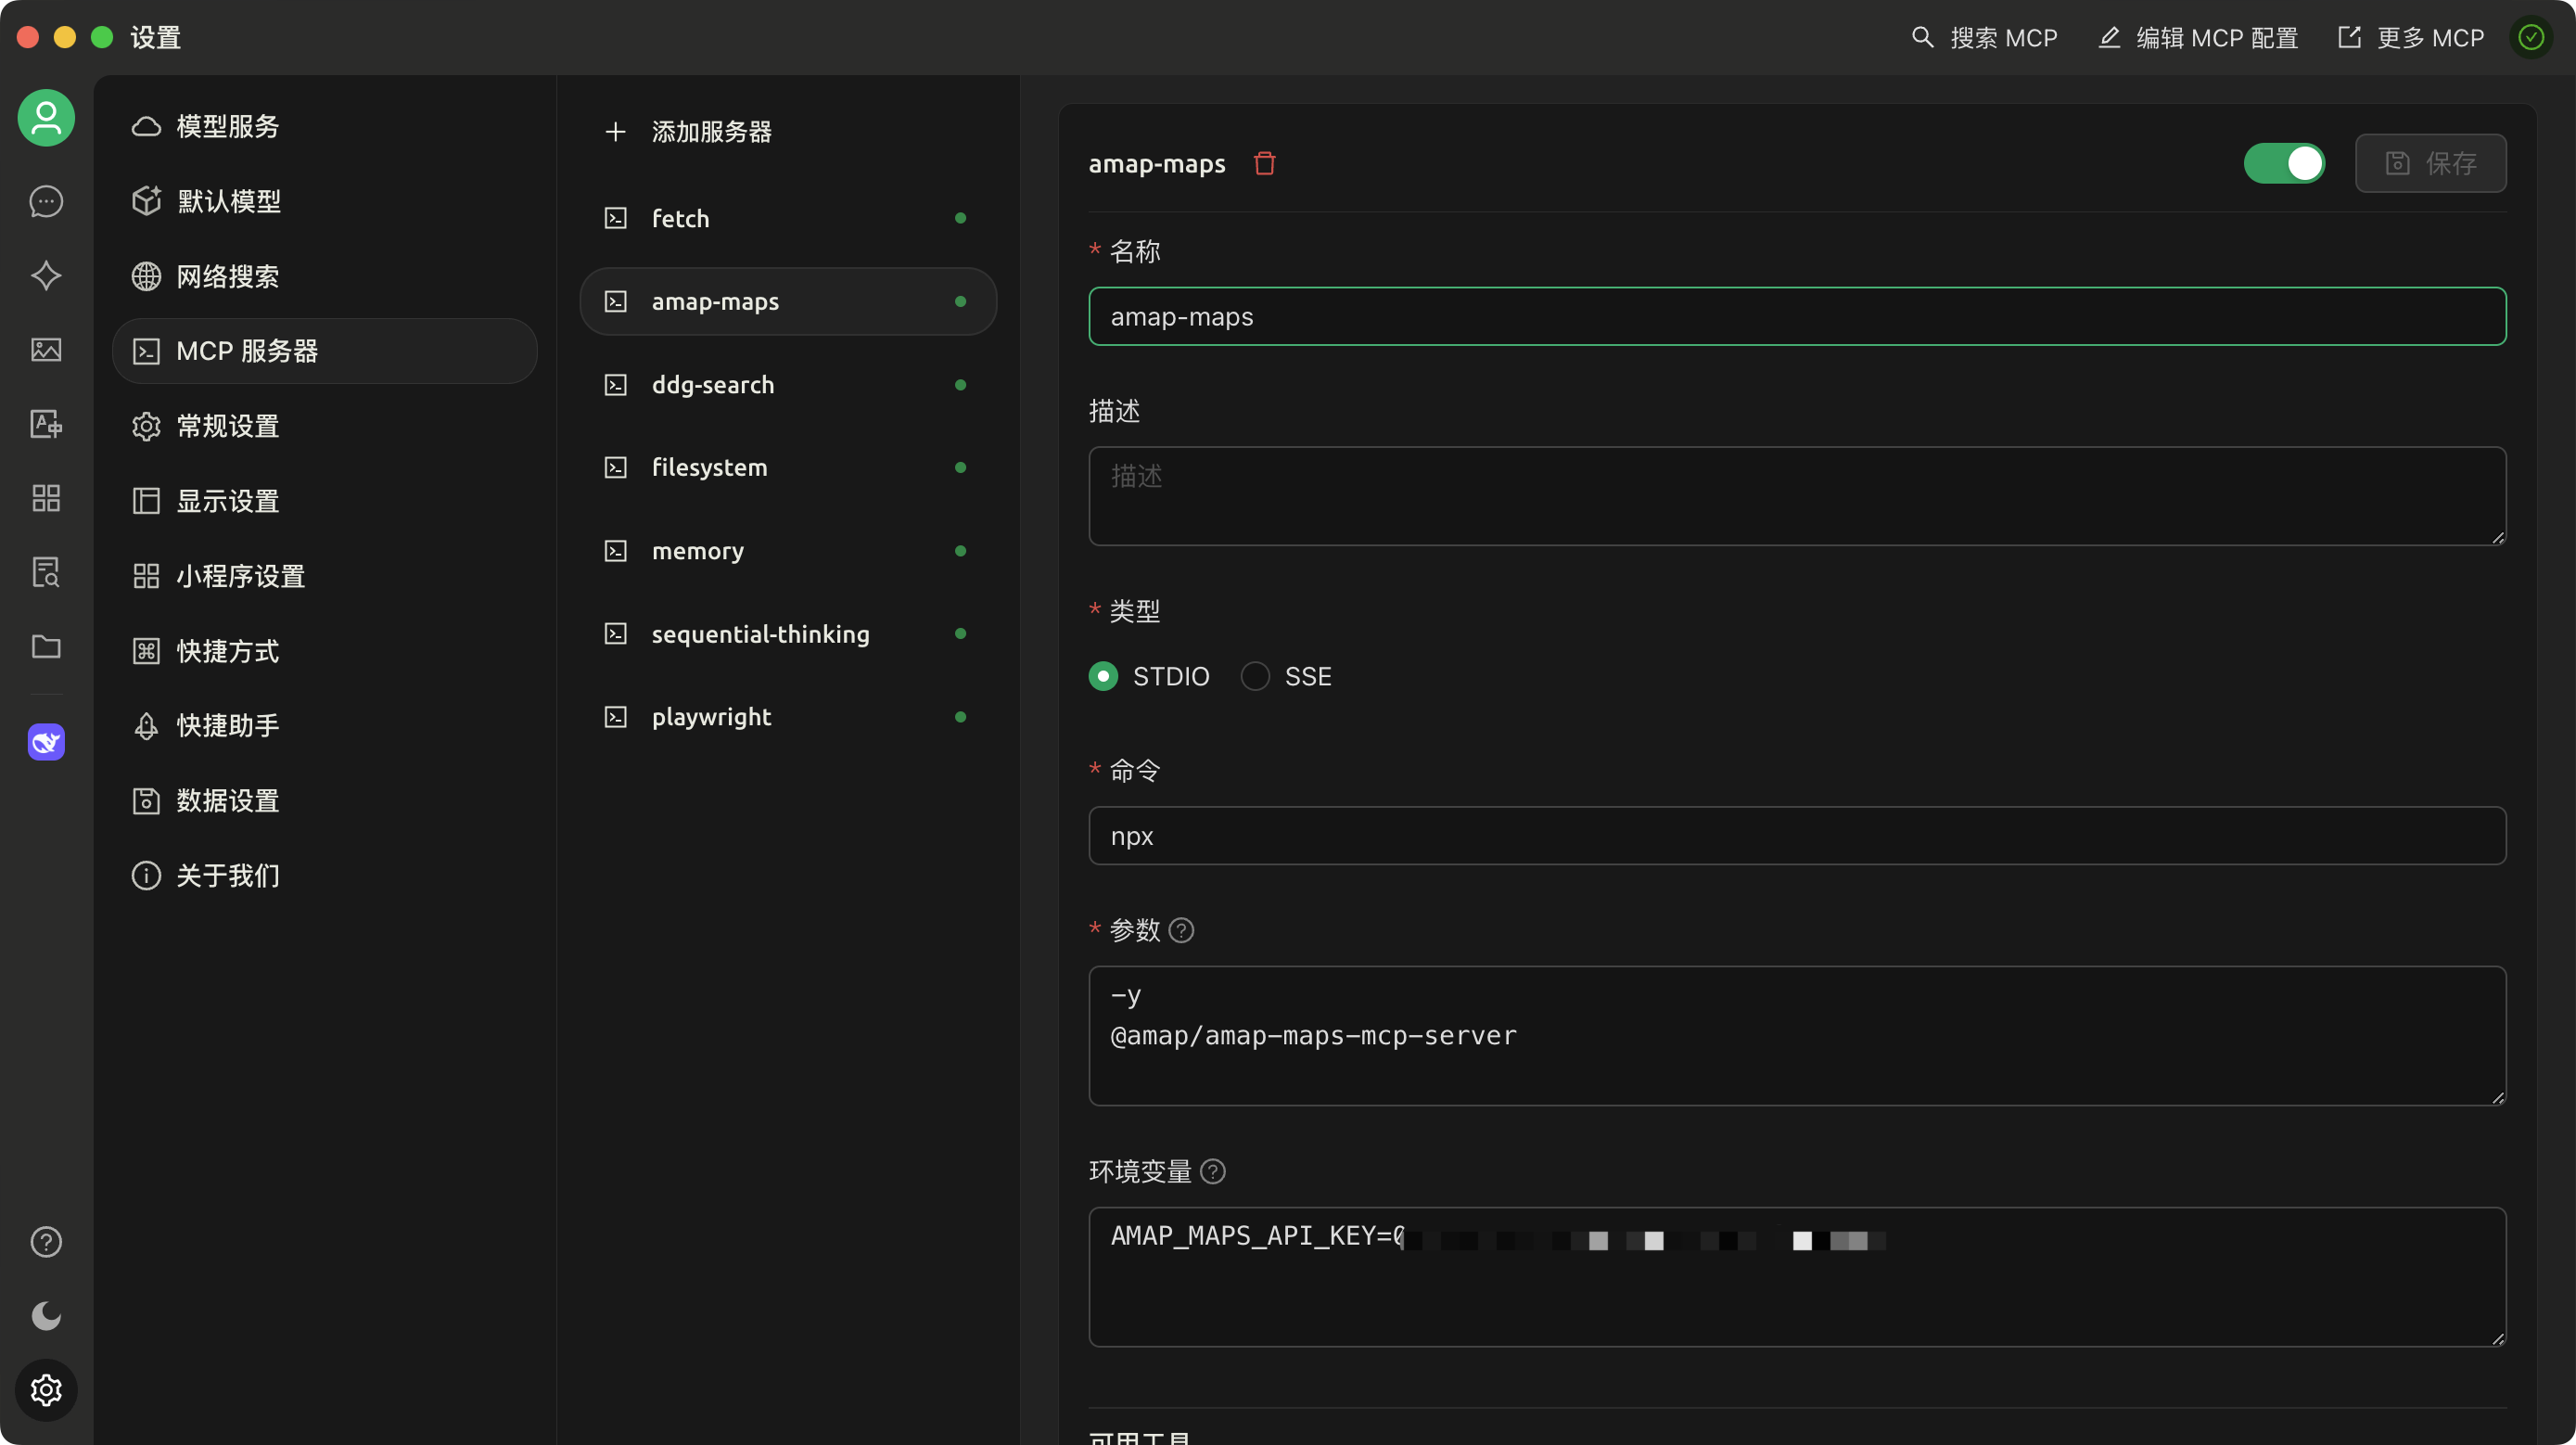 设置
搜索 MCP
编辑 MCP 配置
更多 MCP
模型服务
默认模型
网络搜索
MCP 服务器
常规设置
显示设置
小程序设置
快捷方式
快捷助手
数据设置
关于我们
添加服务器
fetch
amap-maps
ddg-search
filesystem
memory
sequential-thinking
playwright
amap-maps
保存
* 名称
amap-maps
描述
描述
* 类型
STDIO
SSE
* 命令
npx
* 参数
-y
@amap/amap-maps-mcp-server
环境变量
AMAP_MAPS_API_KEY=
可用工具